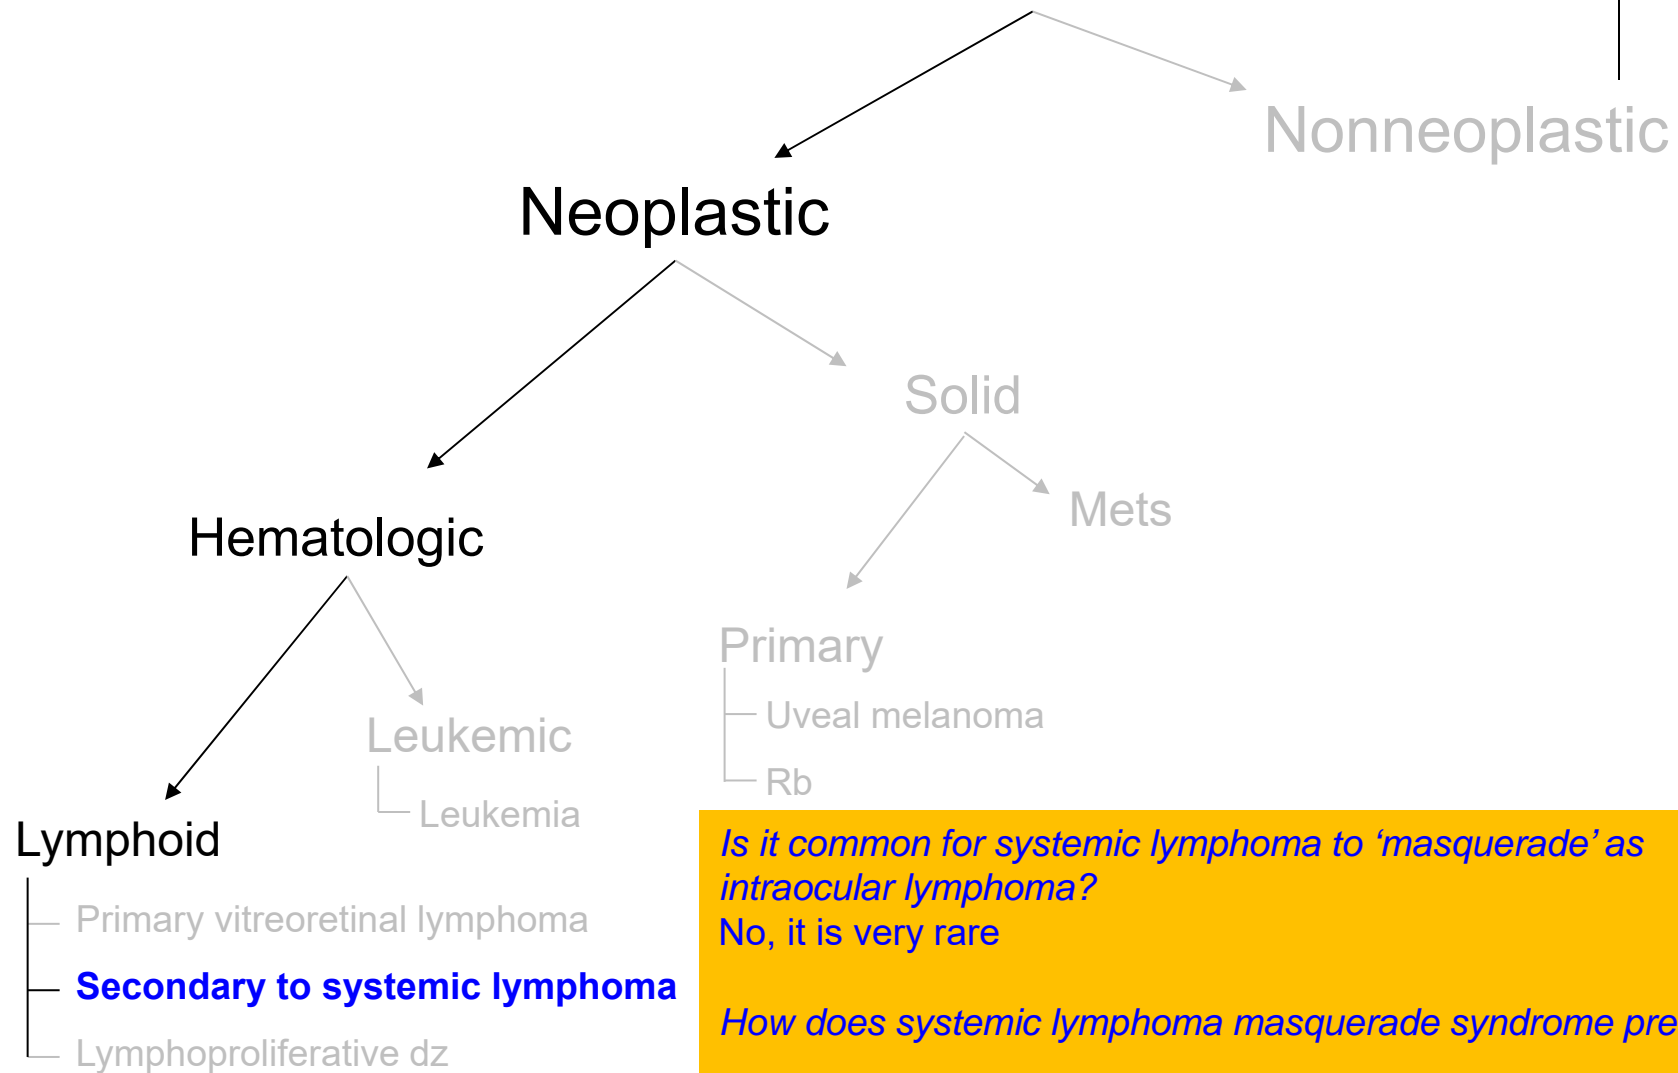 Nonneoplastic
Neoplastic
Solid
Mets
Hematologic
Primary
Uveal melanoma
Rb
Leukemic
Leukemia
Lymphoid
Primary vitreoretinal lymphoma
Secondary to systemic lymphoma
Lymphoproliferative dz
Is it common for systemic lymphoma to ‘masquerade’ as
intraocular lymphoma?
No, it is very rare
How does systemic lymphoma masquerade syndrome pre